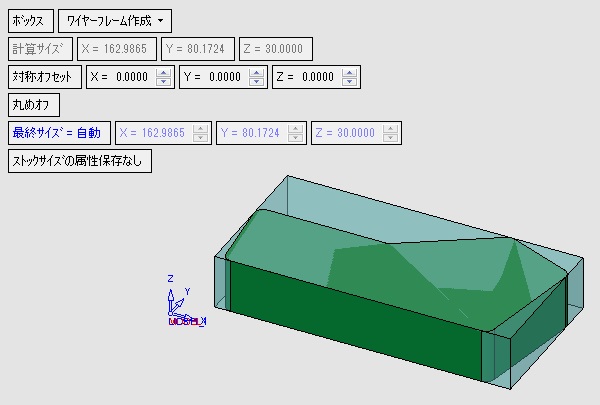 ボックス ワイヤーフレーム作成
計算サイズ X = 162.9865 Y = 80.1724 Z = 30.0000
対称オフセット X = 0.0000 Y = 0.0000 Z = 0.0000
丸めオフ
最終サイズ = 自動 X = 162.9865 Y = 80.1724 Z = 30.0000
ストックサイズの属性保存なし
Z
Y
X